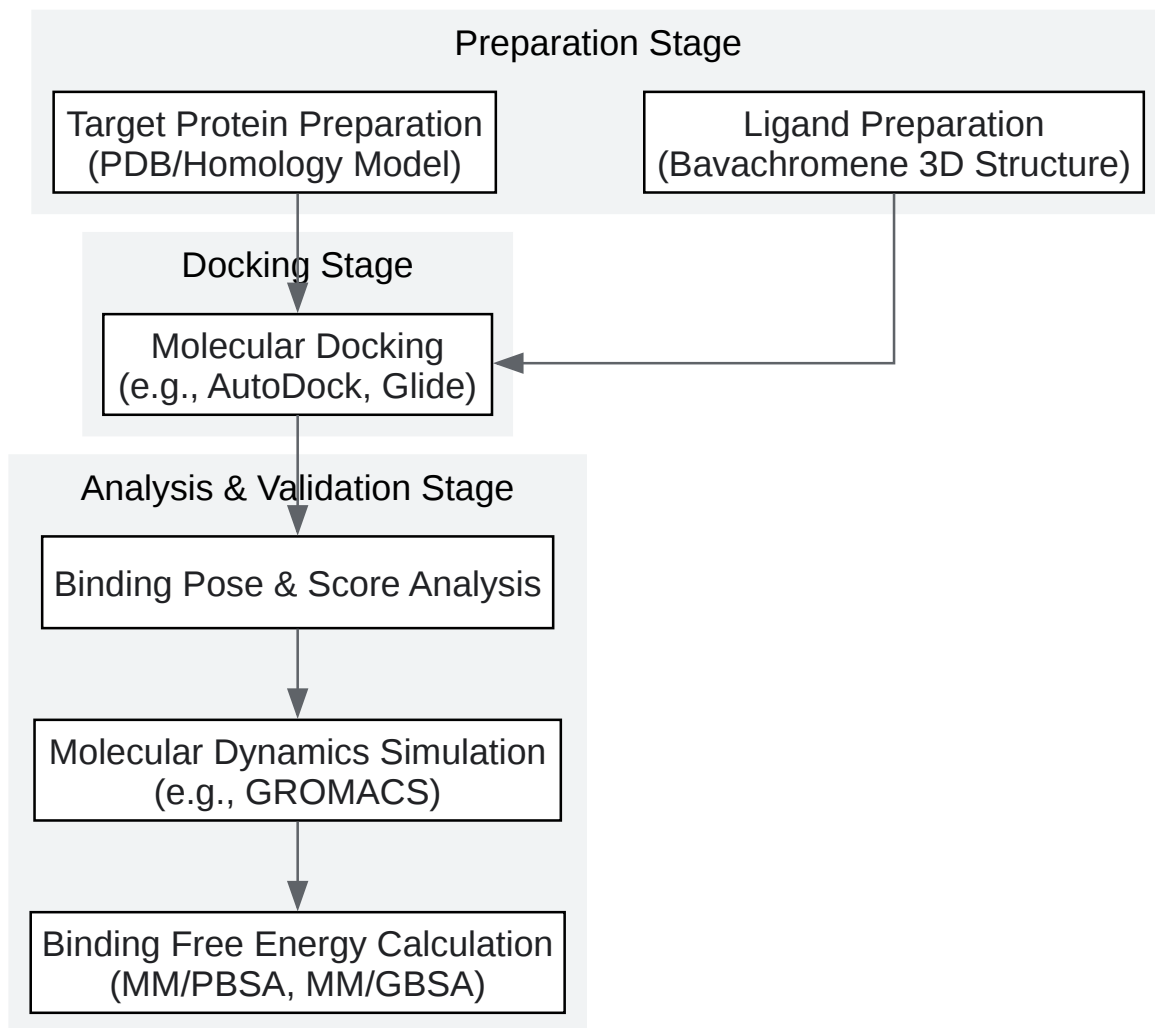 Preparation Stage
Target Protein Preparation
(PDB/Homology Model)
Ligand Preparation
(Bavachromene 3D Structure)
Docking Stage
Molecular Docking
(e.g., AutoDock, Glide)
Analysis & Validation Stage
Binding Pose & Score Analysis
Molecular Dynamics Simulation
(e.g., GROMACS)
Binding Free Energy Calculation
(MM/PBSA, MM/GBSA)